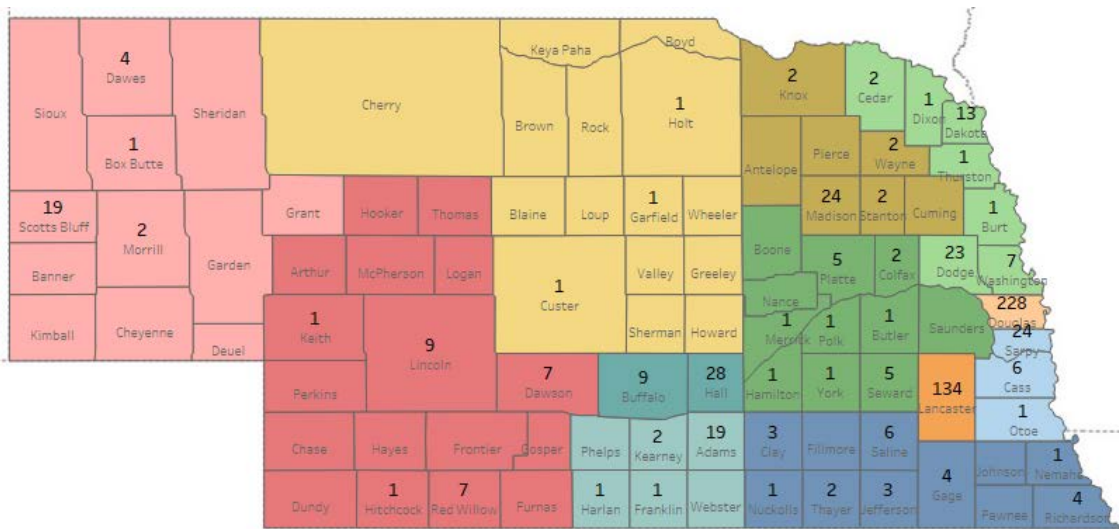 Sioux
4
Dawes
Sheridan
1
Box Butte
19
Scotts Bluff
2
Morrill
Garden
Banner
Kimball
Cheyenne
Deuel
Cherry
Keya Paha
Boyd
Brown
Rock
1
Holt
Grant
Hooker
Thomas
Blaine
Loup
1
Garfield
Wheeler
Arthur
McPherson
Logan
1
Custer
Valley
Greeley
Sherman
Howard
1
Keith
9
Lincoln
Perkins
7
Dawson
9
Buffalo
28
Hall
Chase
Hayes
Frontier
Gosper
Phelps
2
Kearney
19
Adams
Dundy
1
Hitchcock
7
Red Willow
Furnas
1
Harlan
1
Franklin
Webster
2
Knox
2
Cedar
1
Dixon
13
Dakota
Antelope
Pierce
2
Wayne
1
Thurston
24
Madison
2
Stanton
Cuming
1
Burt
Boone
5
Platte
2
Colfax
23
Dodge
7
Washington
Nance
1
Merrick
1
Polk
1
Butler
Saunders
228
Douglas
24
Sarpy
1
Hamilton
1
York
5
Seward
134
Lancaster
6
Cass
1
Otoe
3
Clay
Fillmore
6
Saline
4
Gage
Johnson
1
Nemaha
1
Nuckolls
2
Thayer
3
Jefferson
Pawnee
4
Richardson